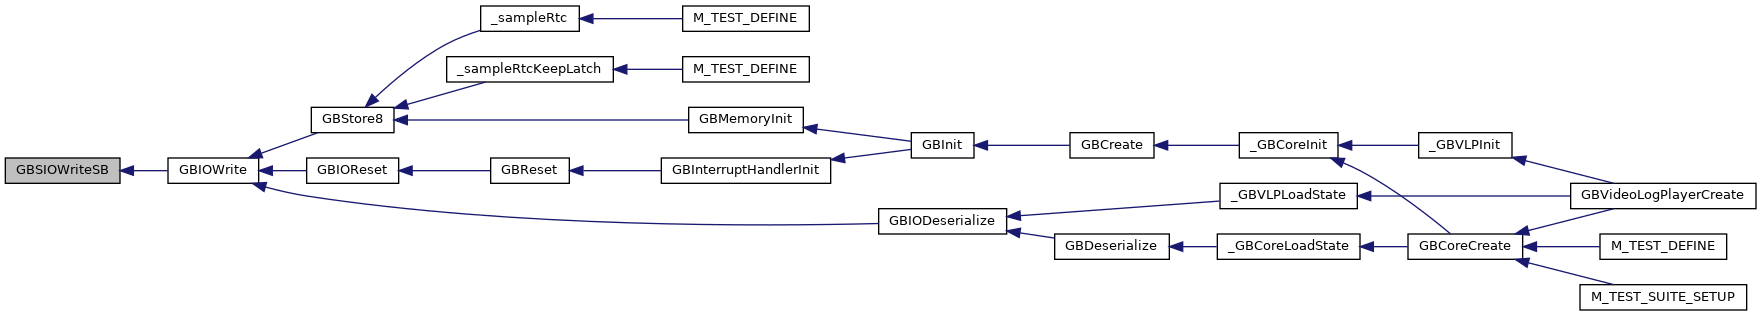 _sampleRtc
M_TEST_DEFINE
_sampleRtcKeepLatch
M_TEST_DEFINE
GBStore8
GBMemoryInit
GBInit
GBCreate
_GBCoreInit
_GBVLPInit
GBSIOWriteSB
GBIOWrite
GBIOReset
GBReset
GBInterruptHandlerInit
_GBVLPLoadState
GBVideoLogPlayerCreate
GBIODeserialize
GBDeserialize
_GBCoreLoadState
GBCoreCreate
M_TEST_DEFINE
M_TEST_SUITE_SETUP